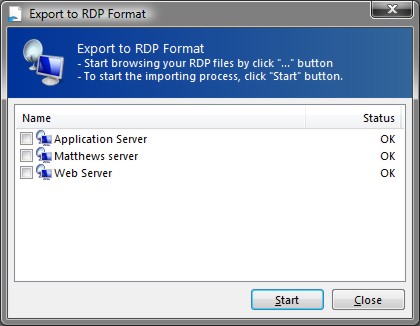 Export to RDP Format
Export to RDP Format
- Start browsing your RDP files by click "..." button
- To start the importing process, click "Start" button.
Name Status
Application Server OK
Matthews server OK
Web Server OK
Start Close